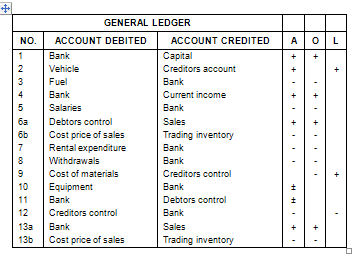 GENERAL LEDGER
NO. ACCOUNT DEBITED ACCOUNT CREDITED A O L
1 Bank Capital + +
2 Vehicle Creditors account + +
3 Fuel Bank - -
4 Bank Current income + +
5 Salaries Bank - -
6a Debtors control Sales + +
6b Cost price of sales Trading inventory - -
7 Rental expenditure Bank - -
8 Withdrawals Bank - -
9 Cost of materials Creditors control - +
10 Equipment Bank ±
11 Bank Debtors control ±
12 Creditors control Bank - -
13a Bank Sales + +
13b Cost price of sales Trading inventory - -